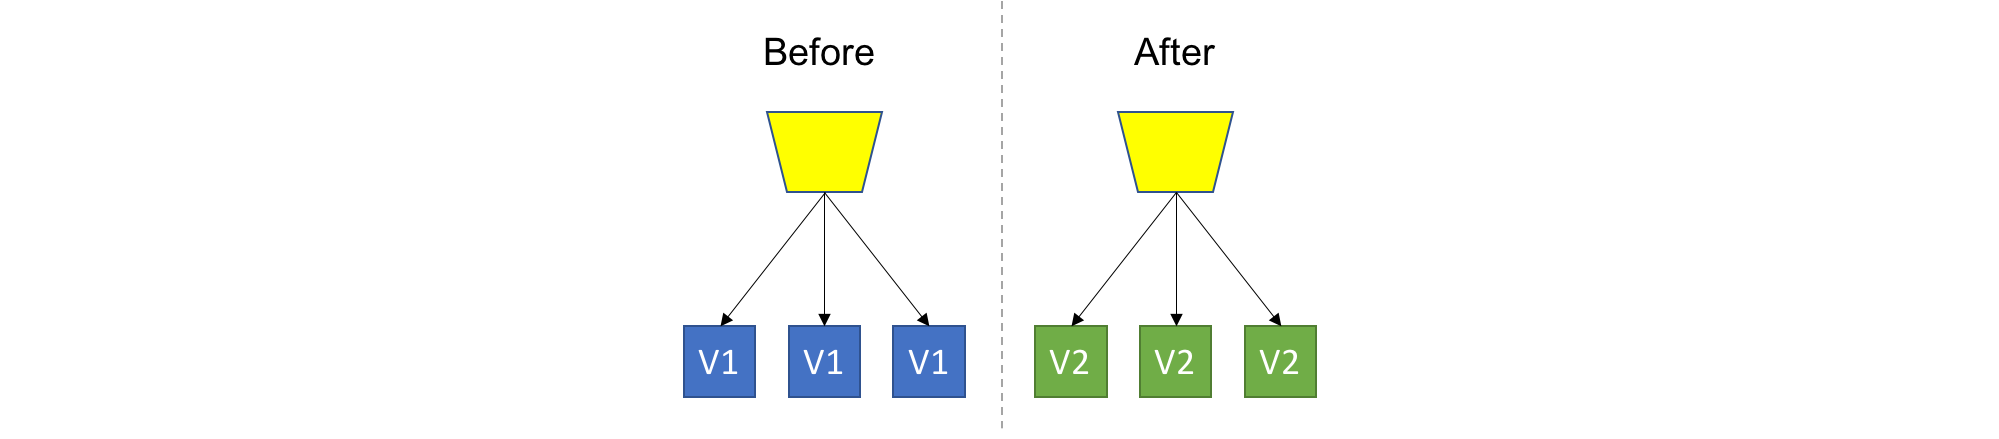 Before
After
V1 V1 V1
V2 V2 V2